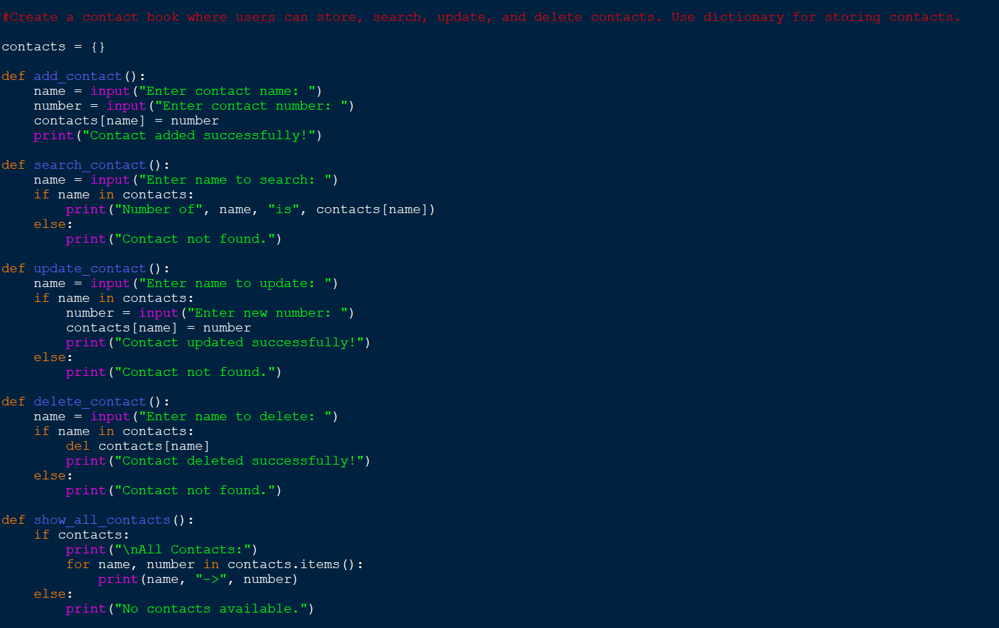 #Create a contact book where users can store, search, update, and delete contacts. Use dictionary for storing contacts.

contacts = {}

def add_contact():
    name = input("Enter contact name: ")
    number = input("Enter contact number: ")
    contacts[name] = number
    print("Contact added successfully!")

def search_contact():
    name = input("Enter name to search: ")
    if name in contacts:
        print("Number of", name, "is", contacts[name])
    else:
        print("Contact not found.")

def update_contact():
    name = input("Enter name to update: ")
    if name in contacts:
        number = input("Enter new number: ")
        contacts[name] = number
        print("Contact updated successfully!")
    else:
        print("Contact not found.")

def delete_contact():
    name = input("Enter name to delete: ")
    if name in contacts:
        del contacts[name]
        print("Contact deleted successfully!")
    else:
        print("Contact not found.")

def show_all_contacts():
    if contacts:
        print("\nAll Contacts:")
        for name, number in contacts.items():
            print(name, "->", number)
    else:
        print("No contacts available.")